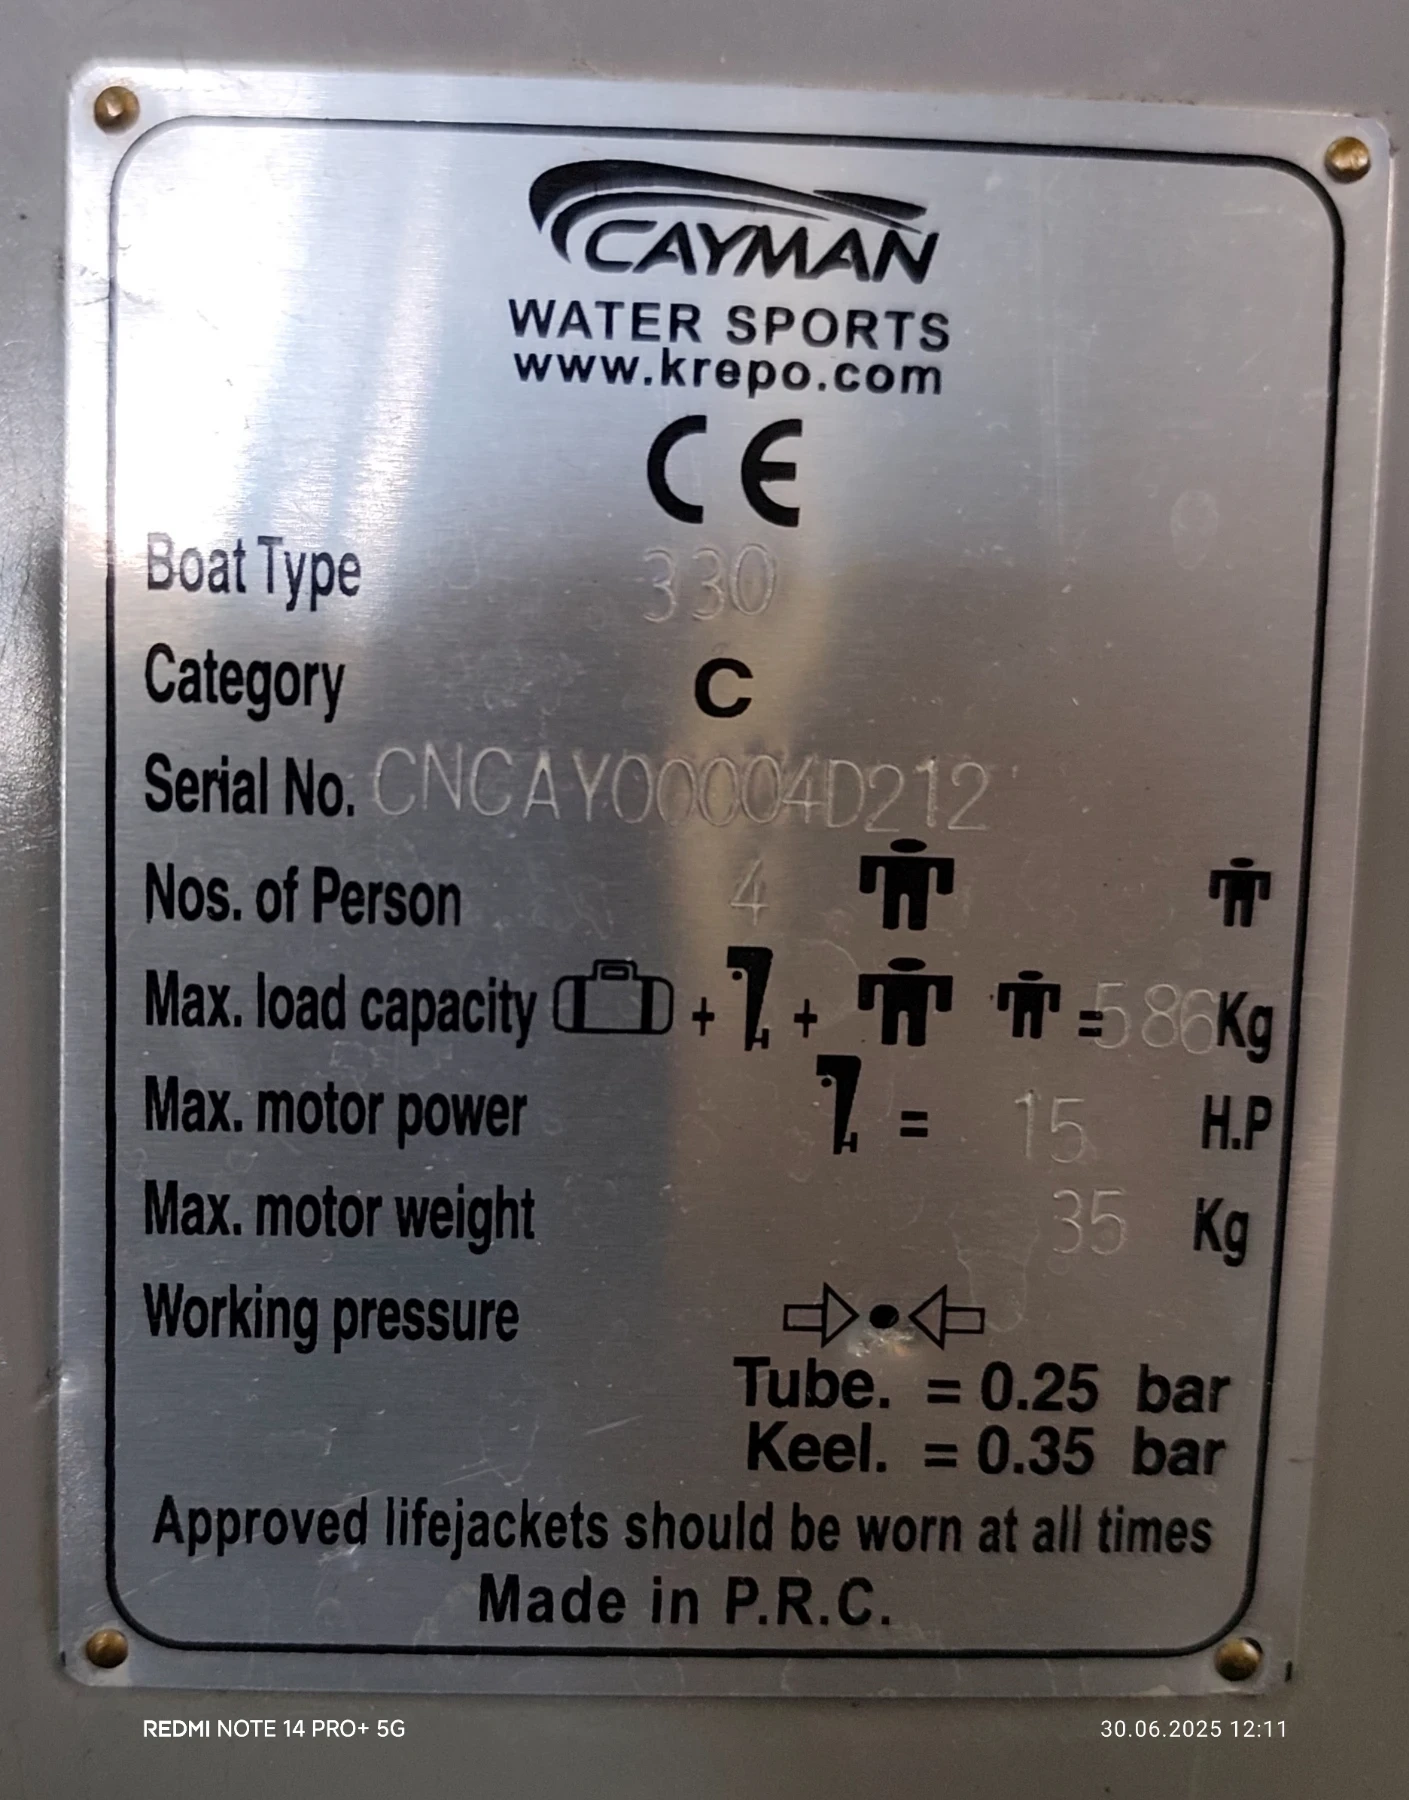 CAYMAN
WATER SPORTS
www.krepo.com
CE
Boat Type 330
Category C
Serial No. CNCAY00004D212
Nos. of Person 4
Max. load capacity + + = 586 Kg
Max. motor power = 15 H.P
Max. motor weight 35 Kg
Working pressure
Tube. = 0.25 bar
Keel. = 0.35 bar
Approved lifejackets should be worn at all times
Made in P.R.C.
REDMI NOTE 14 PRO+ 5G 30.06.2025 12:11